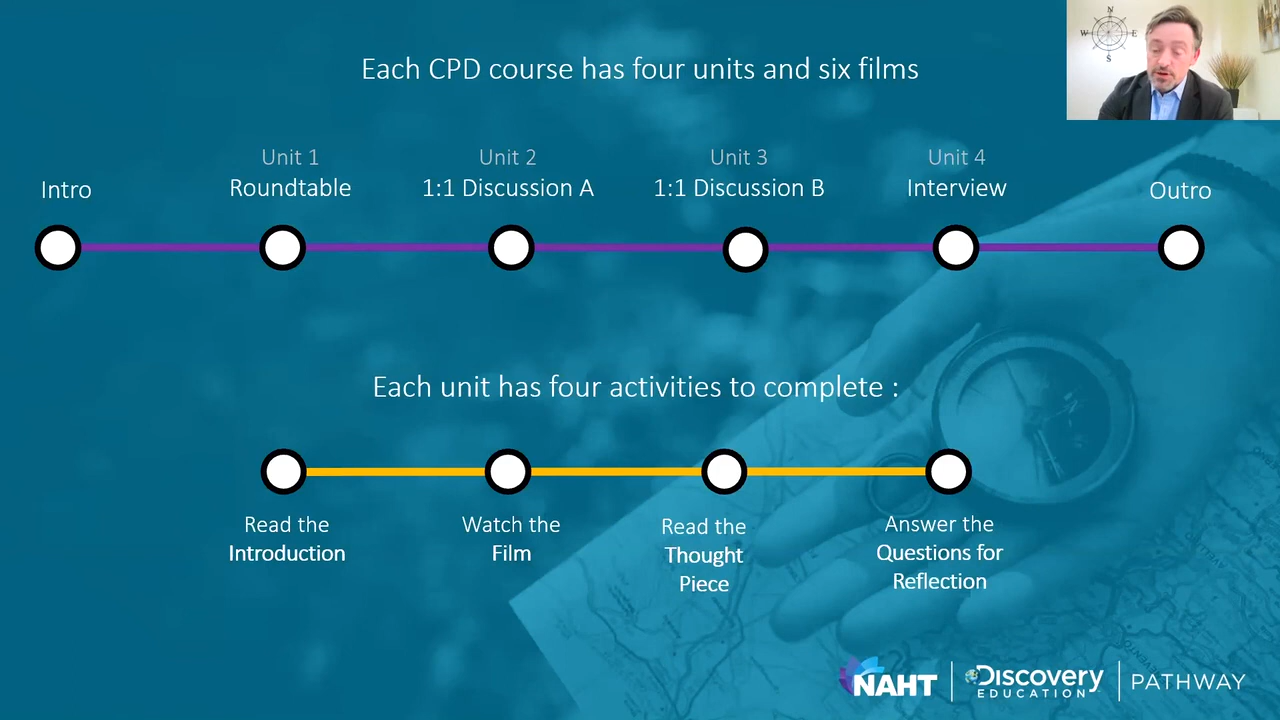 Each CPD course has four units and six films
N
W
E
S
Unit 1
Unit 2
Unit 3
Unit 4
Intro
Roundtable
1:1 Discussion A
1:1 Discussion B
Interview
Outro
Each unit has four activities to complete :
Read the
Introduction
Watch the
Film
Read the
Thought
Piece
Answer the
Questions for
Reflection
NAHT
Discovery
EDUCATION
PATHWAY